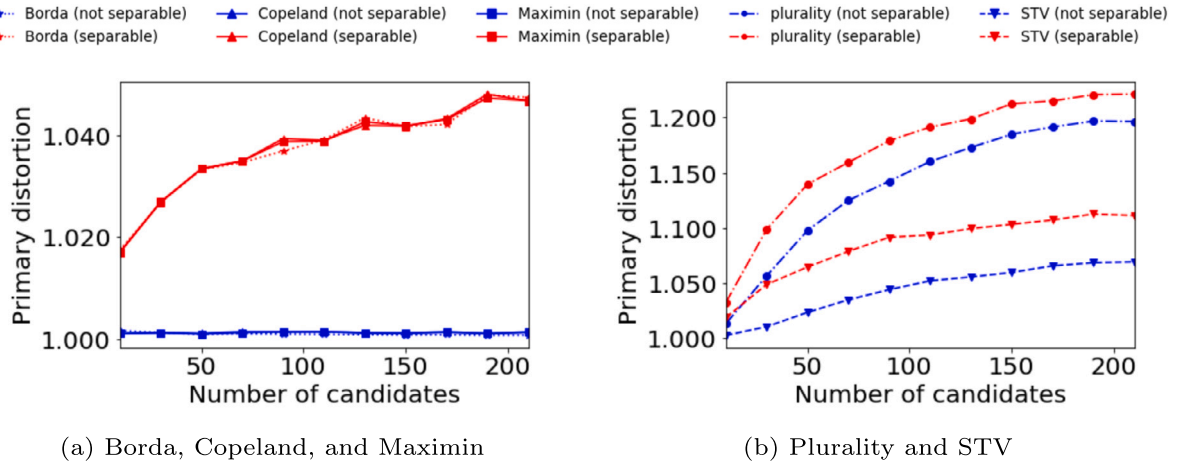 Borda (not separable) Copeland (not separable) Maximin (not separable) plurality (not separable) STV (not separable)
Borda (separable) Copeland (separable) Maximin (separable) plurality (separable) STV (separable)
Primary distortion
1.040
1.020
1.000
50 100 150 200
Number of candidates
(a) Borda, Copeland, and Maximin
Primary distortion
1.200
1.150
1.100
1.050
1.000
50 100 150 200
Number of candidates
(b) Plurality and STV